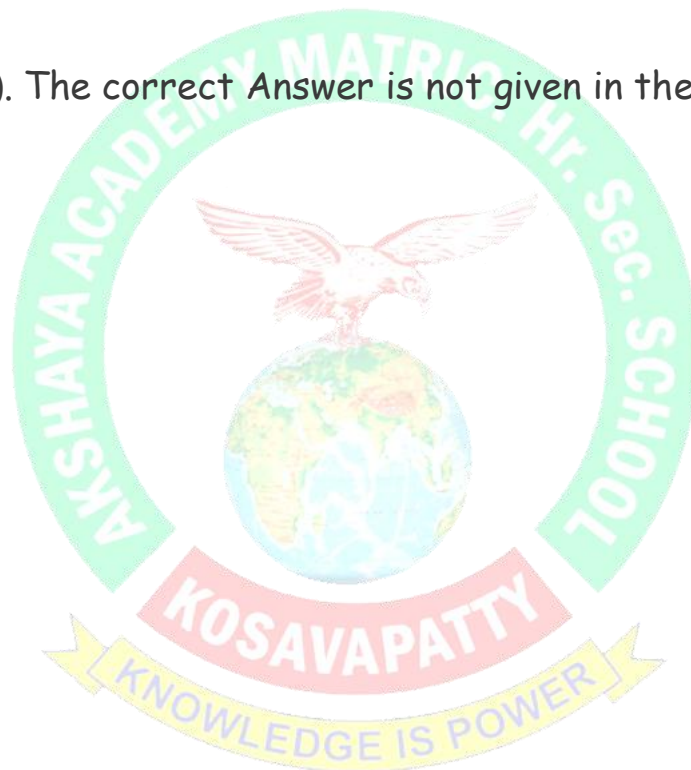 ). The correct Answer is not given in the
AKSHAYA ACADEMY MATRIC. Hr. Sec. SCHOOL
KOSAVAPATTY
KNOWLEDGE IS POWER